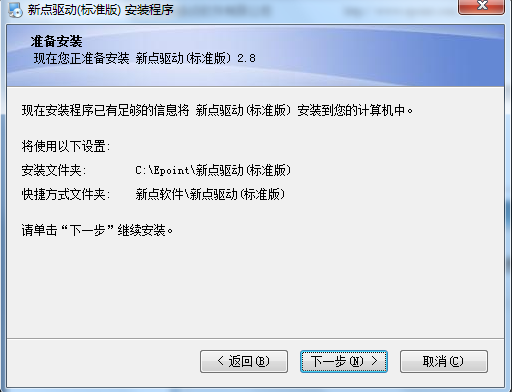 新点驱动(标准版) 安装程序
准备安装
现在您正准备安装 新点驱动(标准版) 2.8
现在安装程序已有足够的信息将 新点驱动(标准版) 安装到您的计算机中。
将使用以下设置:
安装文件夹: C:\Epoint\新点驱动(标准版)
快捷方式文件夹: 新点软件\新点驱动(标准版)
请单击“下一步”继续安装。
< 返回(B) 下一步(N) > 取消(C)